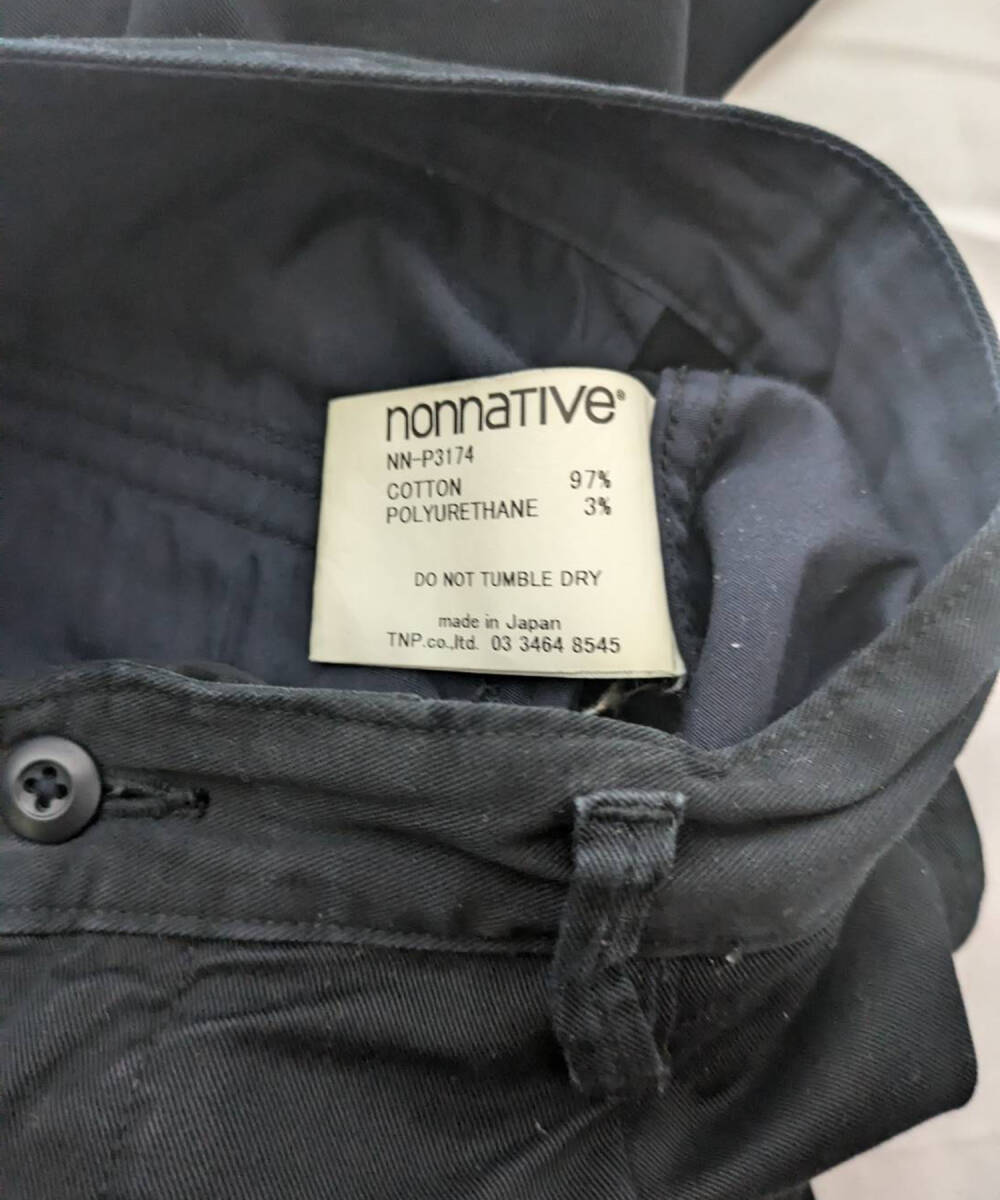 nonnaTIVe®
NN-P3174
COTTON 97%
POLYURETHANE 3%
DO NOT TUMBLE DRY
made in Japan
TNP.co.,ltd. 03 3464 8545